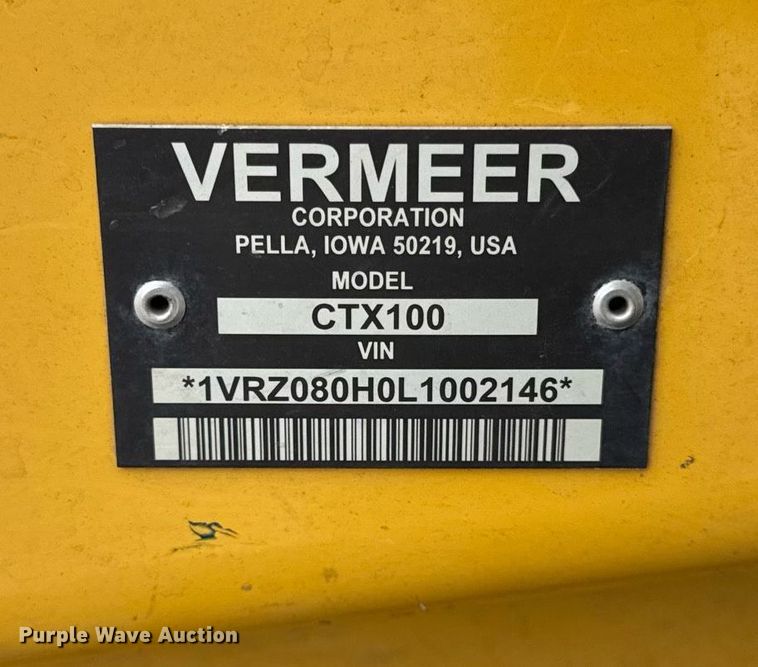 VERMEER
CORPORATION
PELLA, IOWA 50219, USA
MODEL
CTX100
VIN
*1VRZ080H0L1002146*
Purple Wave Auction